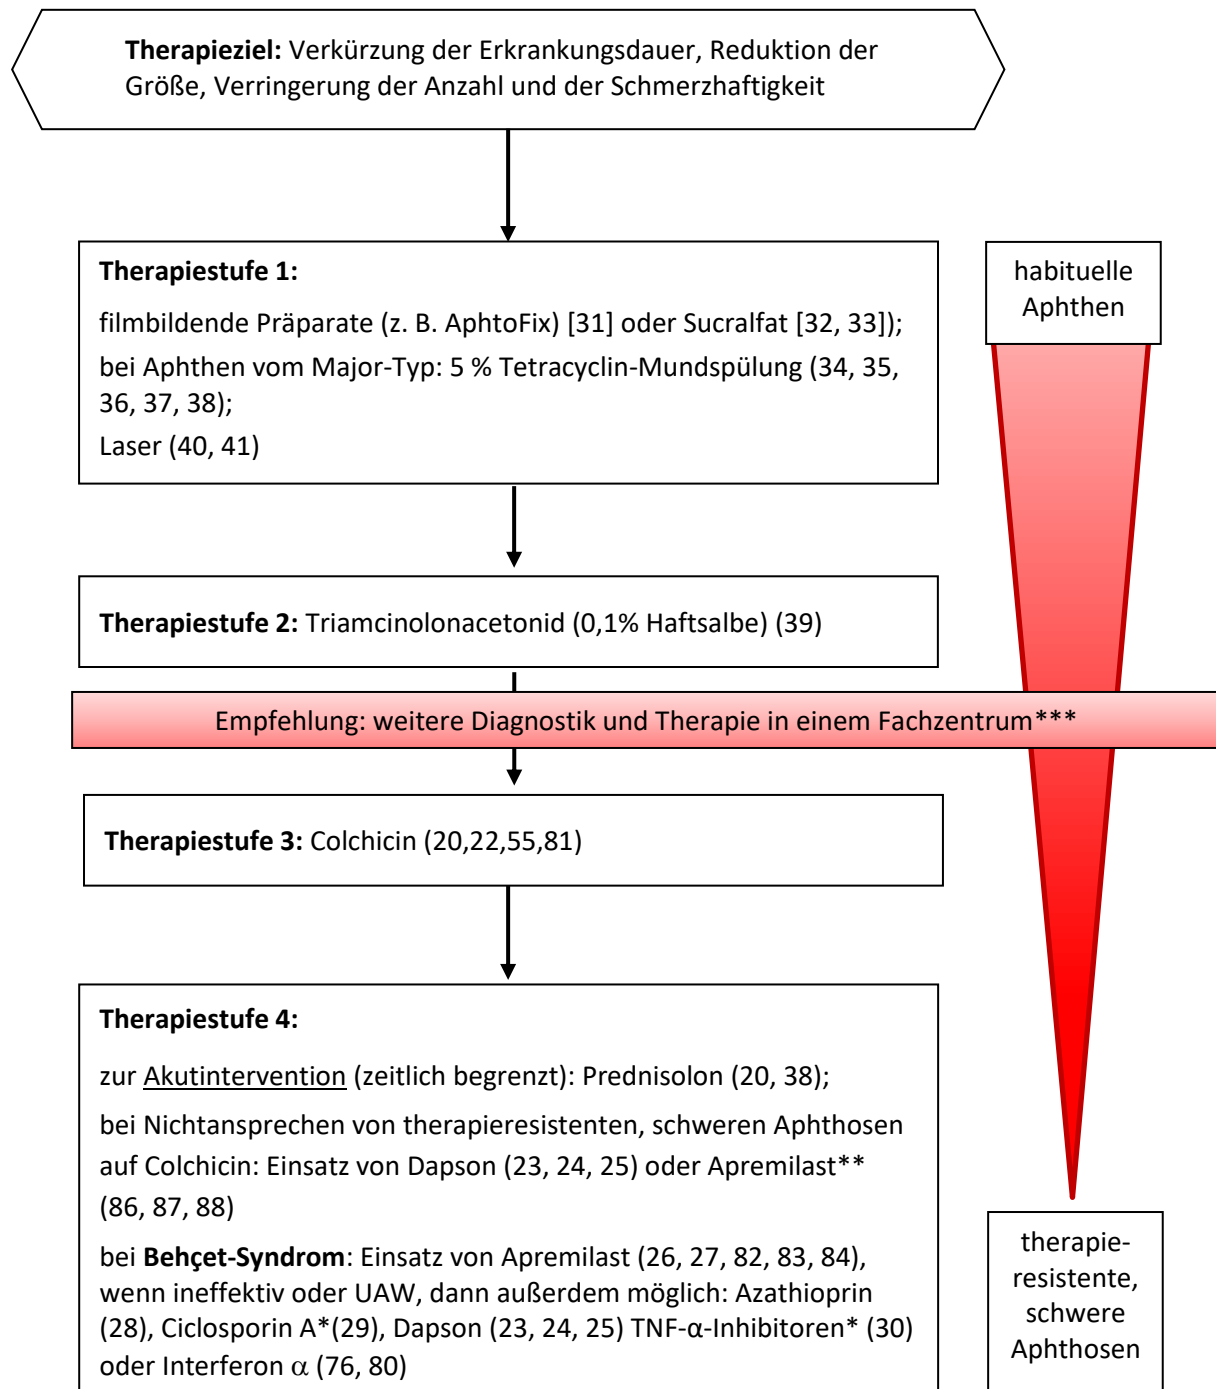 Therapieziel: Verkürzung der Erkrankungsdauer, Reduktion der
Größe, Verringerung der Anzahl und der Schmerzhaftigkeit
Therapiestufe 1:
filmbildende Präparate (z. B. AphtoFix) [31] oder Sucralfat [32, 33]);
bei Aphthen vom Major-Typ: 5 % Tetracyclin-Mundspülung (34, 35,
36, 37, 38);
Laser (40, 41)
habituelle
Aphthen
Therapiestufe 2: Triamcinolonacetonid (0,1% Haftsalbe) (39)
Empfehlung: weitere Diagnostik und Therapie in einem Fachzentrum***
Therapiestufe 3: Colchicin (20,22,55,81)
Therapiestufe 4:
zur Akutintervention (zeitlich begrenzt): Prednisolon (20, 38);
bei Nichtansprechen von therapieresistenten, schweren Aphthosen
auf Colchicin: Einsatz von Dapson (23, 24, 25) oder Apremilast**
(86, 87, 88)
bei Behçet-Syndrom: Einsatz von Apremilast (26, 27, 82, 83, 84),
wenn ineffektiv oder UAW, dann außerdem möglich: Azathioprin
(28), Ciclosporin A*(29), Dapson (23, 24, 25) TNF-α-Inhibitoren* (30)
oder Interferon α (76, 80)
therapie-
resistente,
schwere
Aphthosen